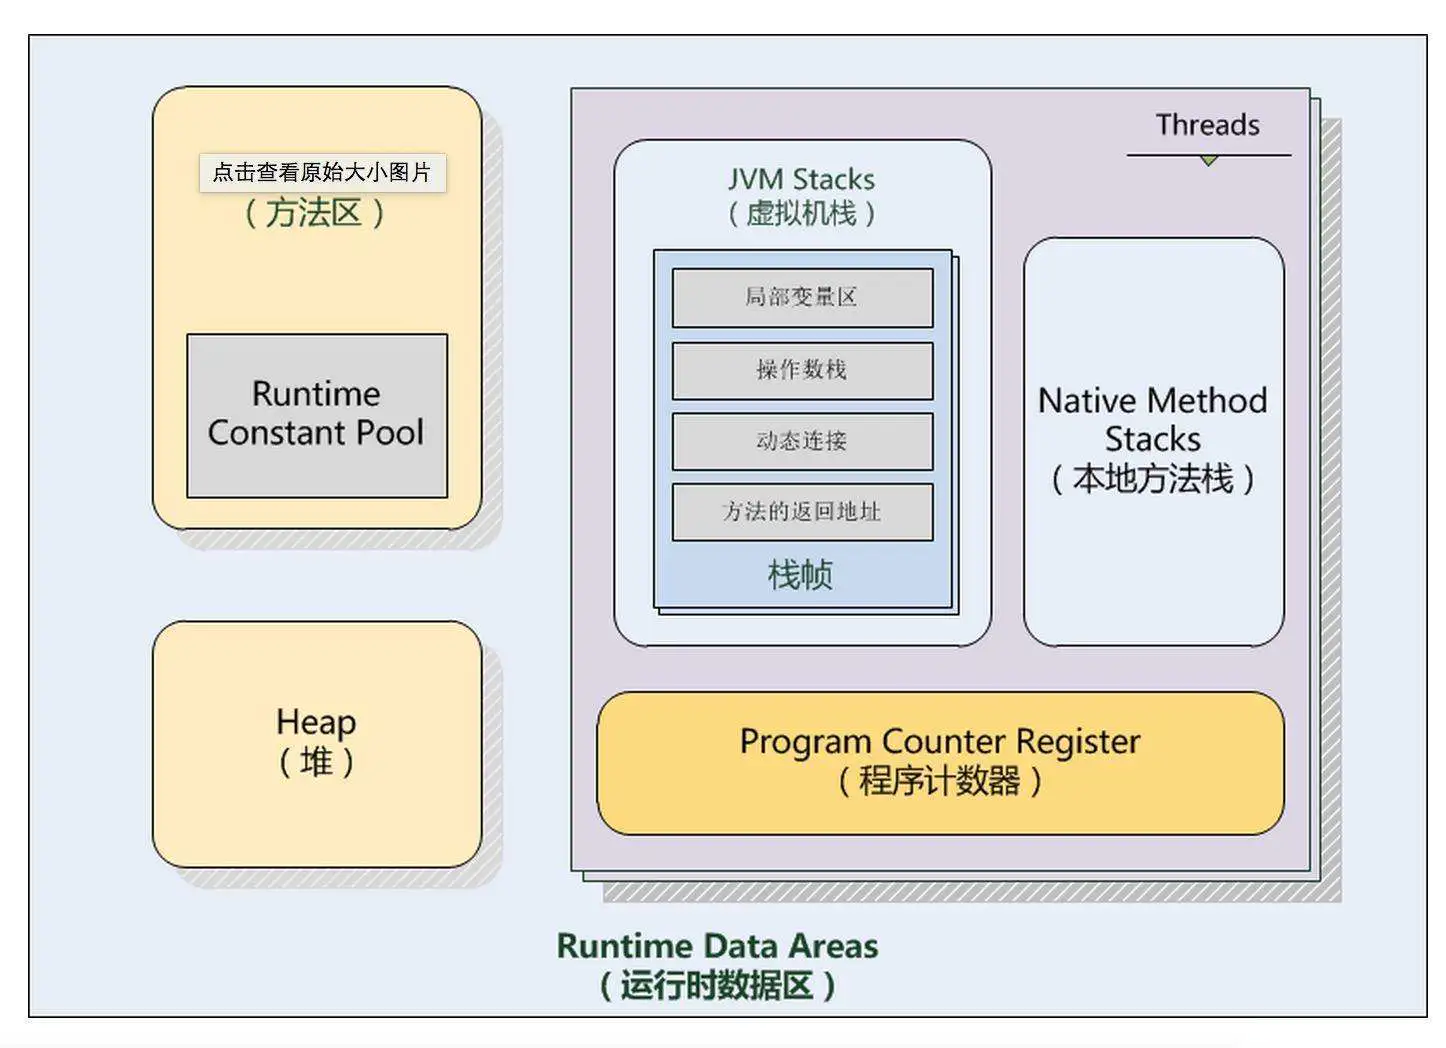 点击查看原始大小图片
（方法区）
Runtime
Constant Pool
Heap
（堆）
Threads
JVM Stacks
（虚拟机栈）
局部变量区
操作数栈
动态连接
方法的返回地址
栈帧
Native Method
Stacks
（本地方法栈）
Program Counter Register
（程序计数器）
Runtime Data Areas
（运行时数据区）